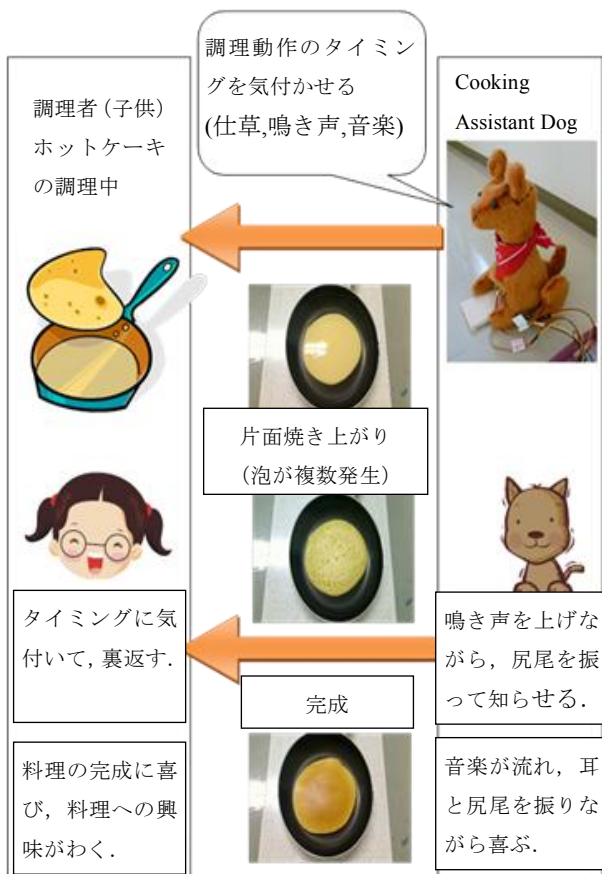 調理動作のタイミン
グを気付かせる
(仕草,鳴き声,音楽)
調理者(子供)
ホットケーキ
の調理中
Cooking
Assistant Dog
片面焼き上がり
(泡が複数発生)
タイミングに気
付いて,裏返す.
鳴き声を上げな
がら，尻尾を振
って知らせる.
完成
料理の完成に喜
び，料理への興
味がわく.
音楽が流れ，耳
と尻尾を振りな
がら喜ぶ.